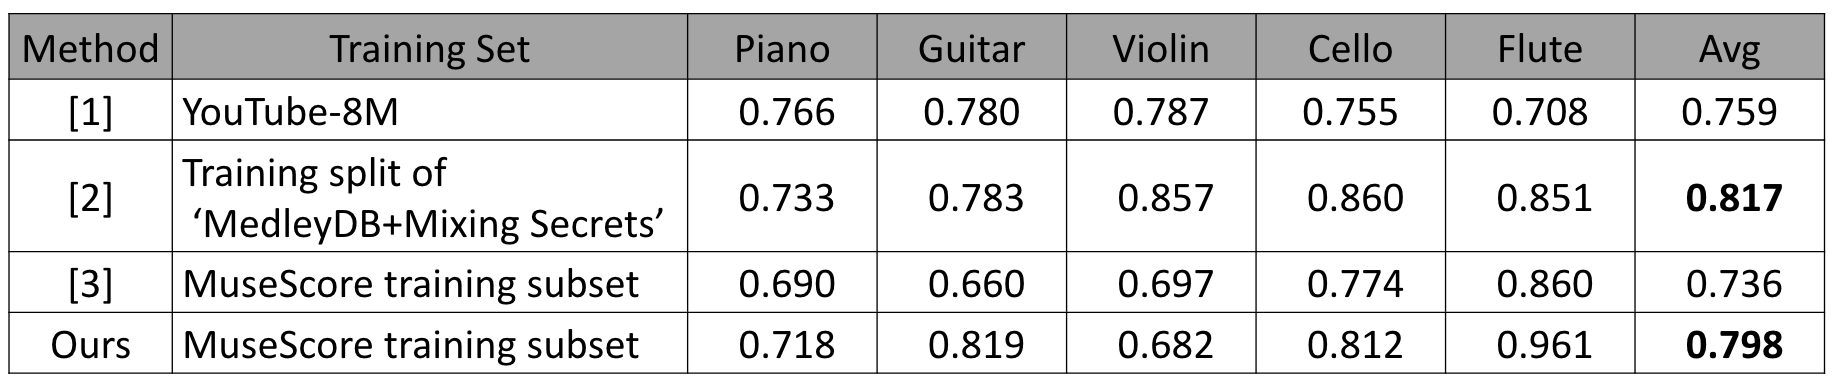 Method Training Set Piano Guitar Violin Cello Flute Avg
[1] YouTube-8M 0.766 0.780 0.787 0.755 0.708 0.759
Training split of
[2] ‘MedleyDB+Mixing Secrets’ 0.733 0.783 0.857 0.860 0.851 0.817
[3] MuseScore training subset 0.690 0.660 0.697 0.774 0.860 0.736
Ours MuseScore training subset 0.718 0.819 0.682 0.812 0.961 0.798